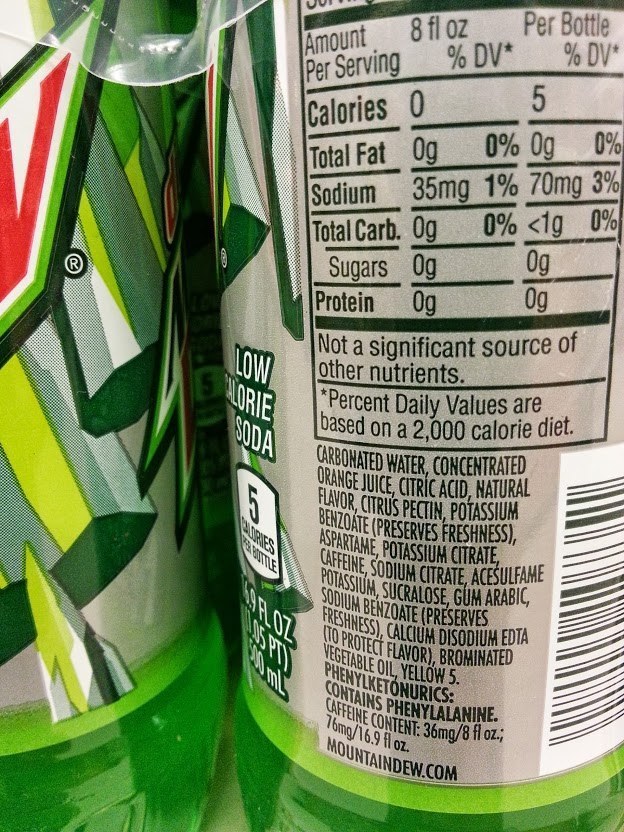 Amount 8 fl oz Per Bottle
Per Serving % DV* % DV*
Calories 0 5
Total Fat 0g 0% 0g 0%
Sodium 35mg 1% 70mg 3%
Total Carb. 0g 0% <1g 0%
Sugars 0g 0g
Protein 0g 0g
Not a significant source of
other nutrients.
*Percent Daily Values are
based on a 2,000 calorie diet.
CARBONATED WATER, CONCENTRATED
ORANGE JUICE, CITRIC ACID, NATURAL
FLAVOR, CITRUS PECTIN, POTASSIUM
BENZOATE (PRESERVES FRESHNESS),
ASPARTAME, POTASSIUM CITRATE,
CAFFEINE, SODIUM CITRATE, ACESULFAME
POTASSIUM, SUCRALOSE, GUM ARABIC,
SODIUM BENZOATE (PRESERVES
FRESHNESS), CALCIUM DISODIUM EDTA
(TO PROTECT FLAVOR), BROMINATED
VEGETABLE OIL, YELLOW 5.
PHENYLKETONURICS:
CONTAINS PHENYLALANINE.
CAFFEINE CONTENT: 36mg/8 fl oz.;
76mg/16.9 fl oz.
MOUNTAINDEW.COM
LOW
CALORIE
SODA
5
CALORIES
PER BOTTLE
16.9 FL OZ
(1.05 PT)
500 mL
®
®